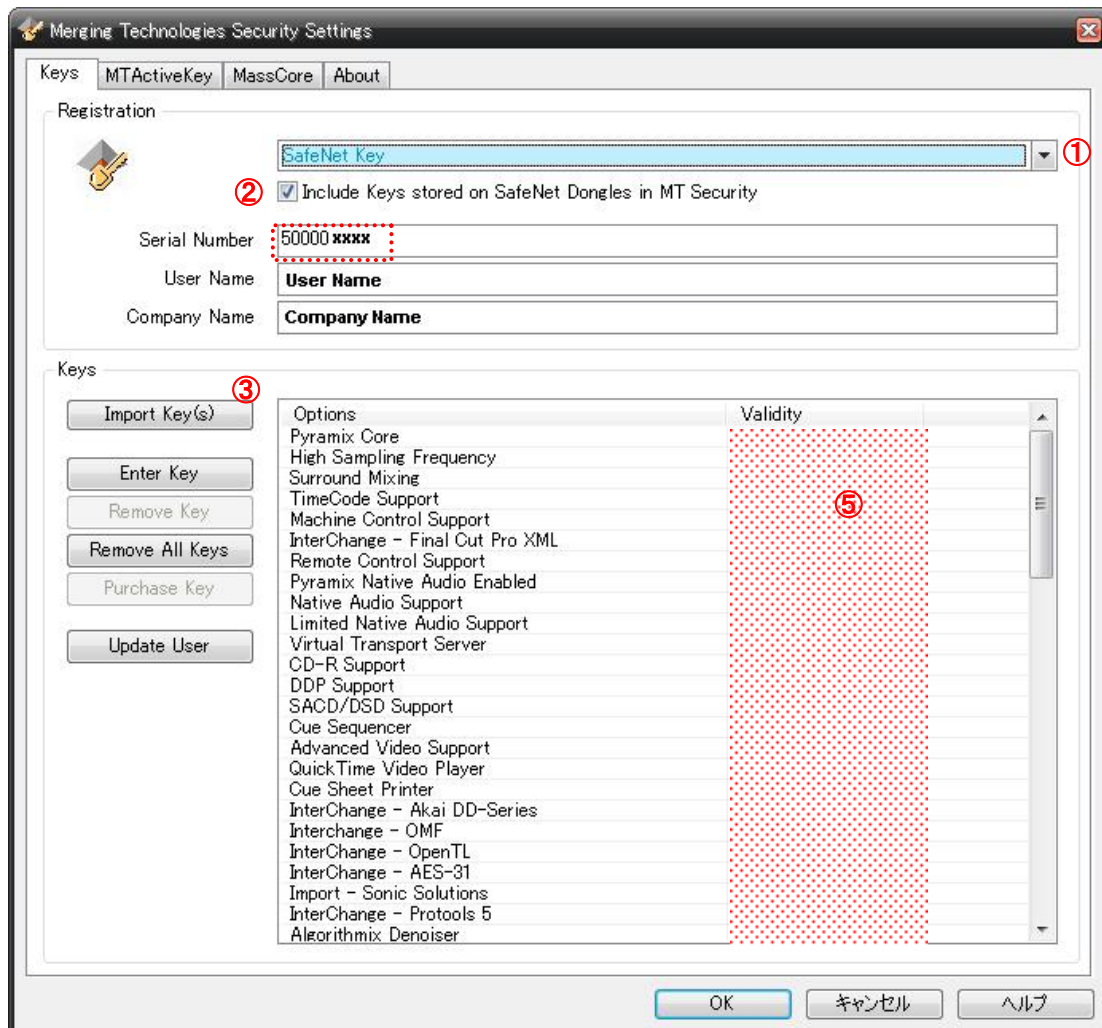 Merging Technologies Security Settings
Keys MTActiveKey MassCore About
Registration
SafeNet Key ①
② Include Keys stored on SafeNet Dongles in MT Security
Serial Number 50000 xxxx
User Name User Name
Company Name Company Name
Keys
③
Import Key(s)
Enter Key
Remove Key
Remove All Keys
Purchase Key
Update User
Options Validity
Pyramix Core
High Sampling Frequency
Surround Mixing
TimeCode Support
⑤
Machine Control Support
InterChange - Final Cut Pro XML
Remote Control Support
Pyramix Native Audio Enabled
Native Audio Support
Limited Native Audio Support
Virtual Transport Server
CD-R Support
DDP Support
SACD/DSD Support
Cue Sequencer
Advanced Video Support
QuickTime Video Player
Cue Sheet Printer
InterChange - Akai DD-Series
Interchange - OMF
InterChange - OpenTL
InterChange - AES-31
Import - Sonic Solutions
InterChange - Protools 5
Algorithmix Denoiser
OK キャンセル ヘルプ